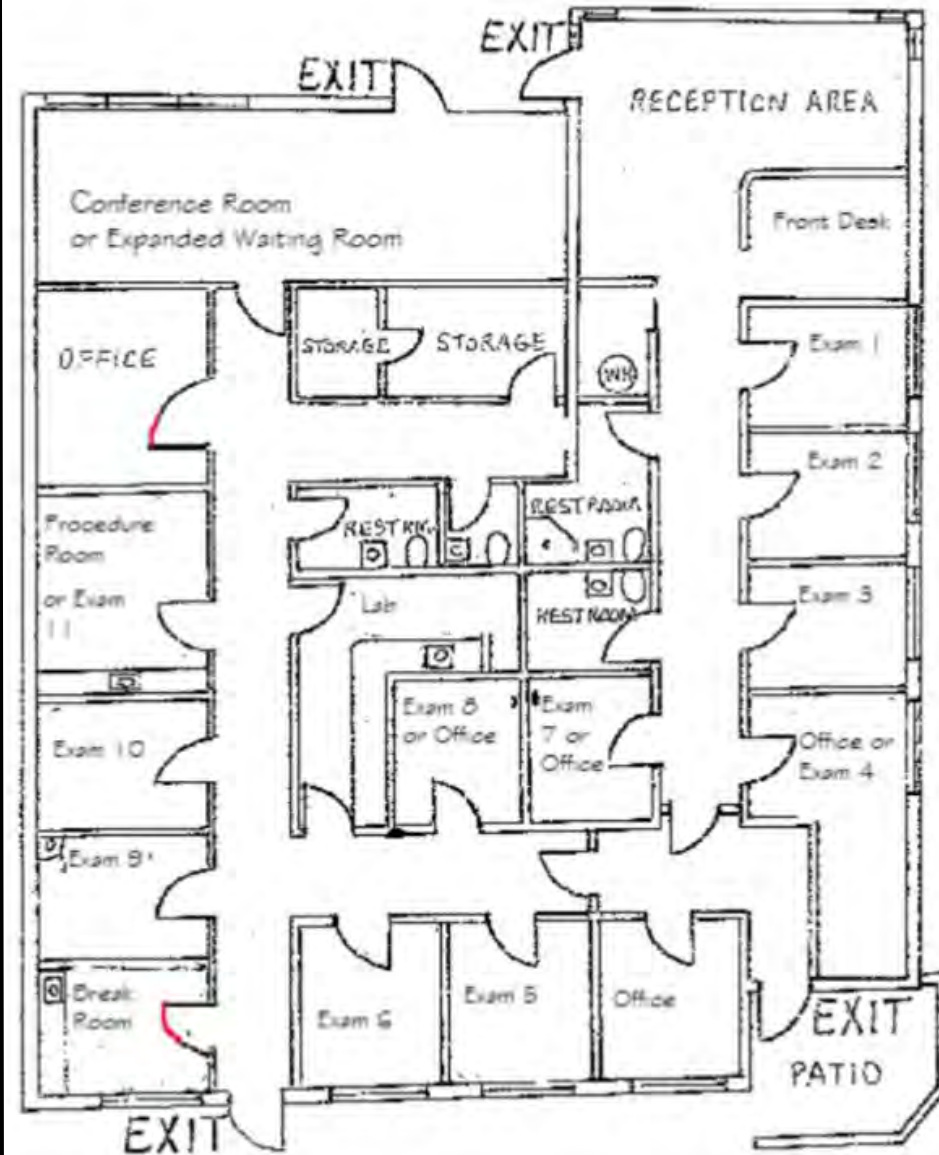 EXIT
EXIT
RECEPTION AREA
Conference Room
or Expanded Waiting Room
Front Desk
OFFICE
STORAGE
STORAGE
WH
Exam 1
Exam 2
Procedure
Room
or Exam
11
RESTRM
RESTROOM
Lab
RESTROOM
Exam 3
Exam 8
or Office
Exam
7 or
Office
Office or
Exam 4
Exam 10
Exam 9
Break
Room
Exam 6
Exam 5
Office
EXIT
PATIO
EXIT